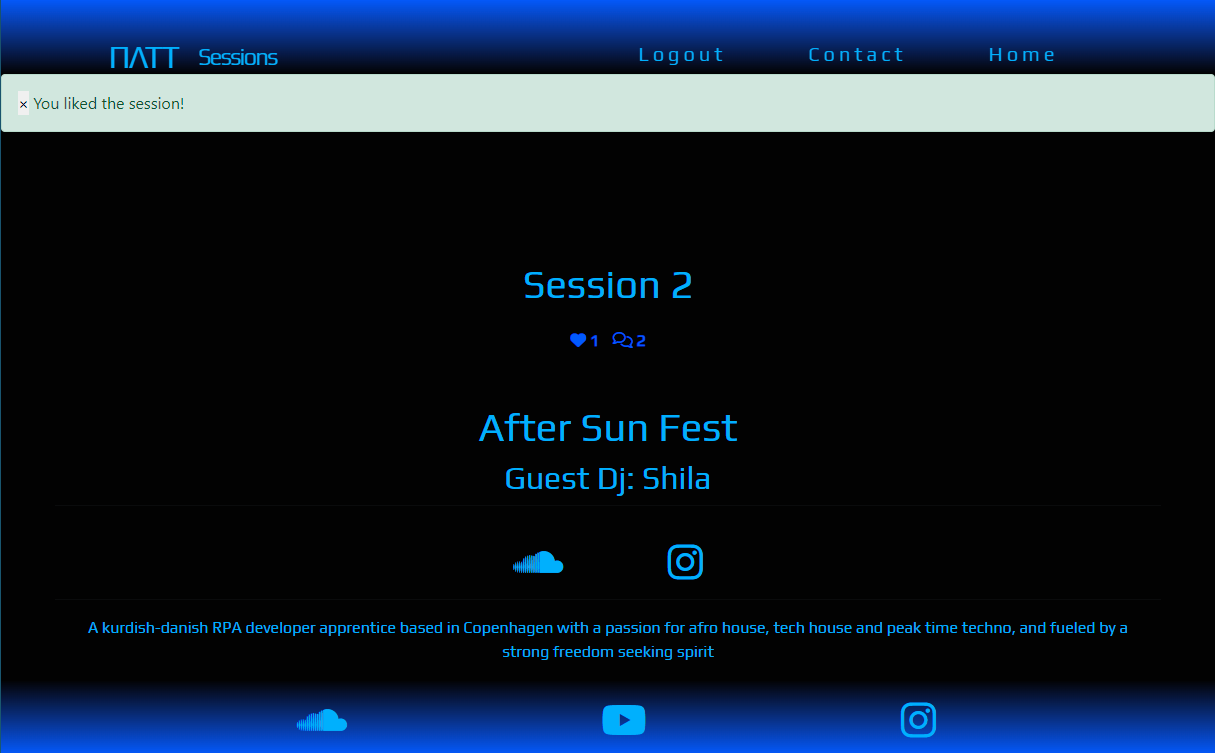 ΠΛTT Sessions
Logout Contact Home
× You liked the session!
Session 2
1 2
After Sun Fest
Guest Dj: Shila
A kurdish-danish RPA developer apprentice based in Copenhagen with a passion for afro house, tech house and peak time techno, and fueled by a
strong freedom seeking spirit